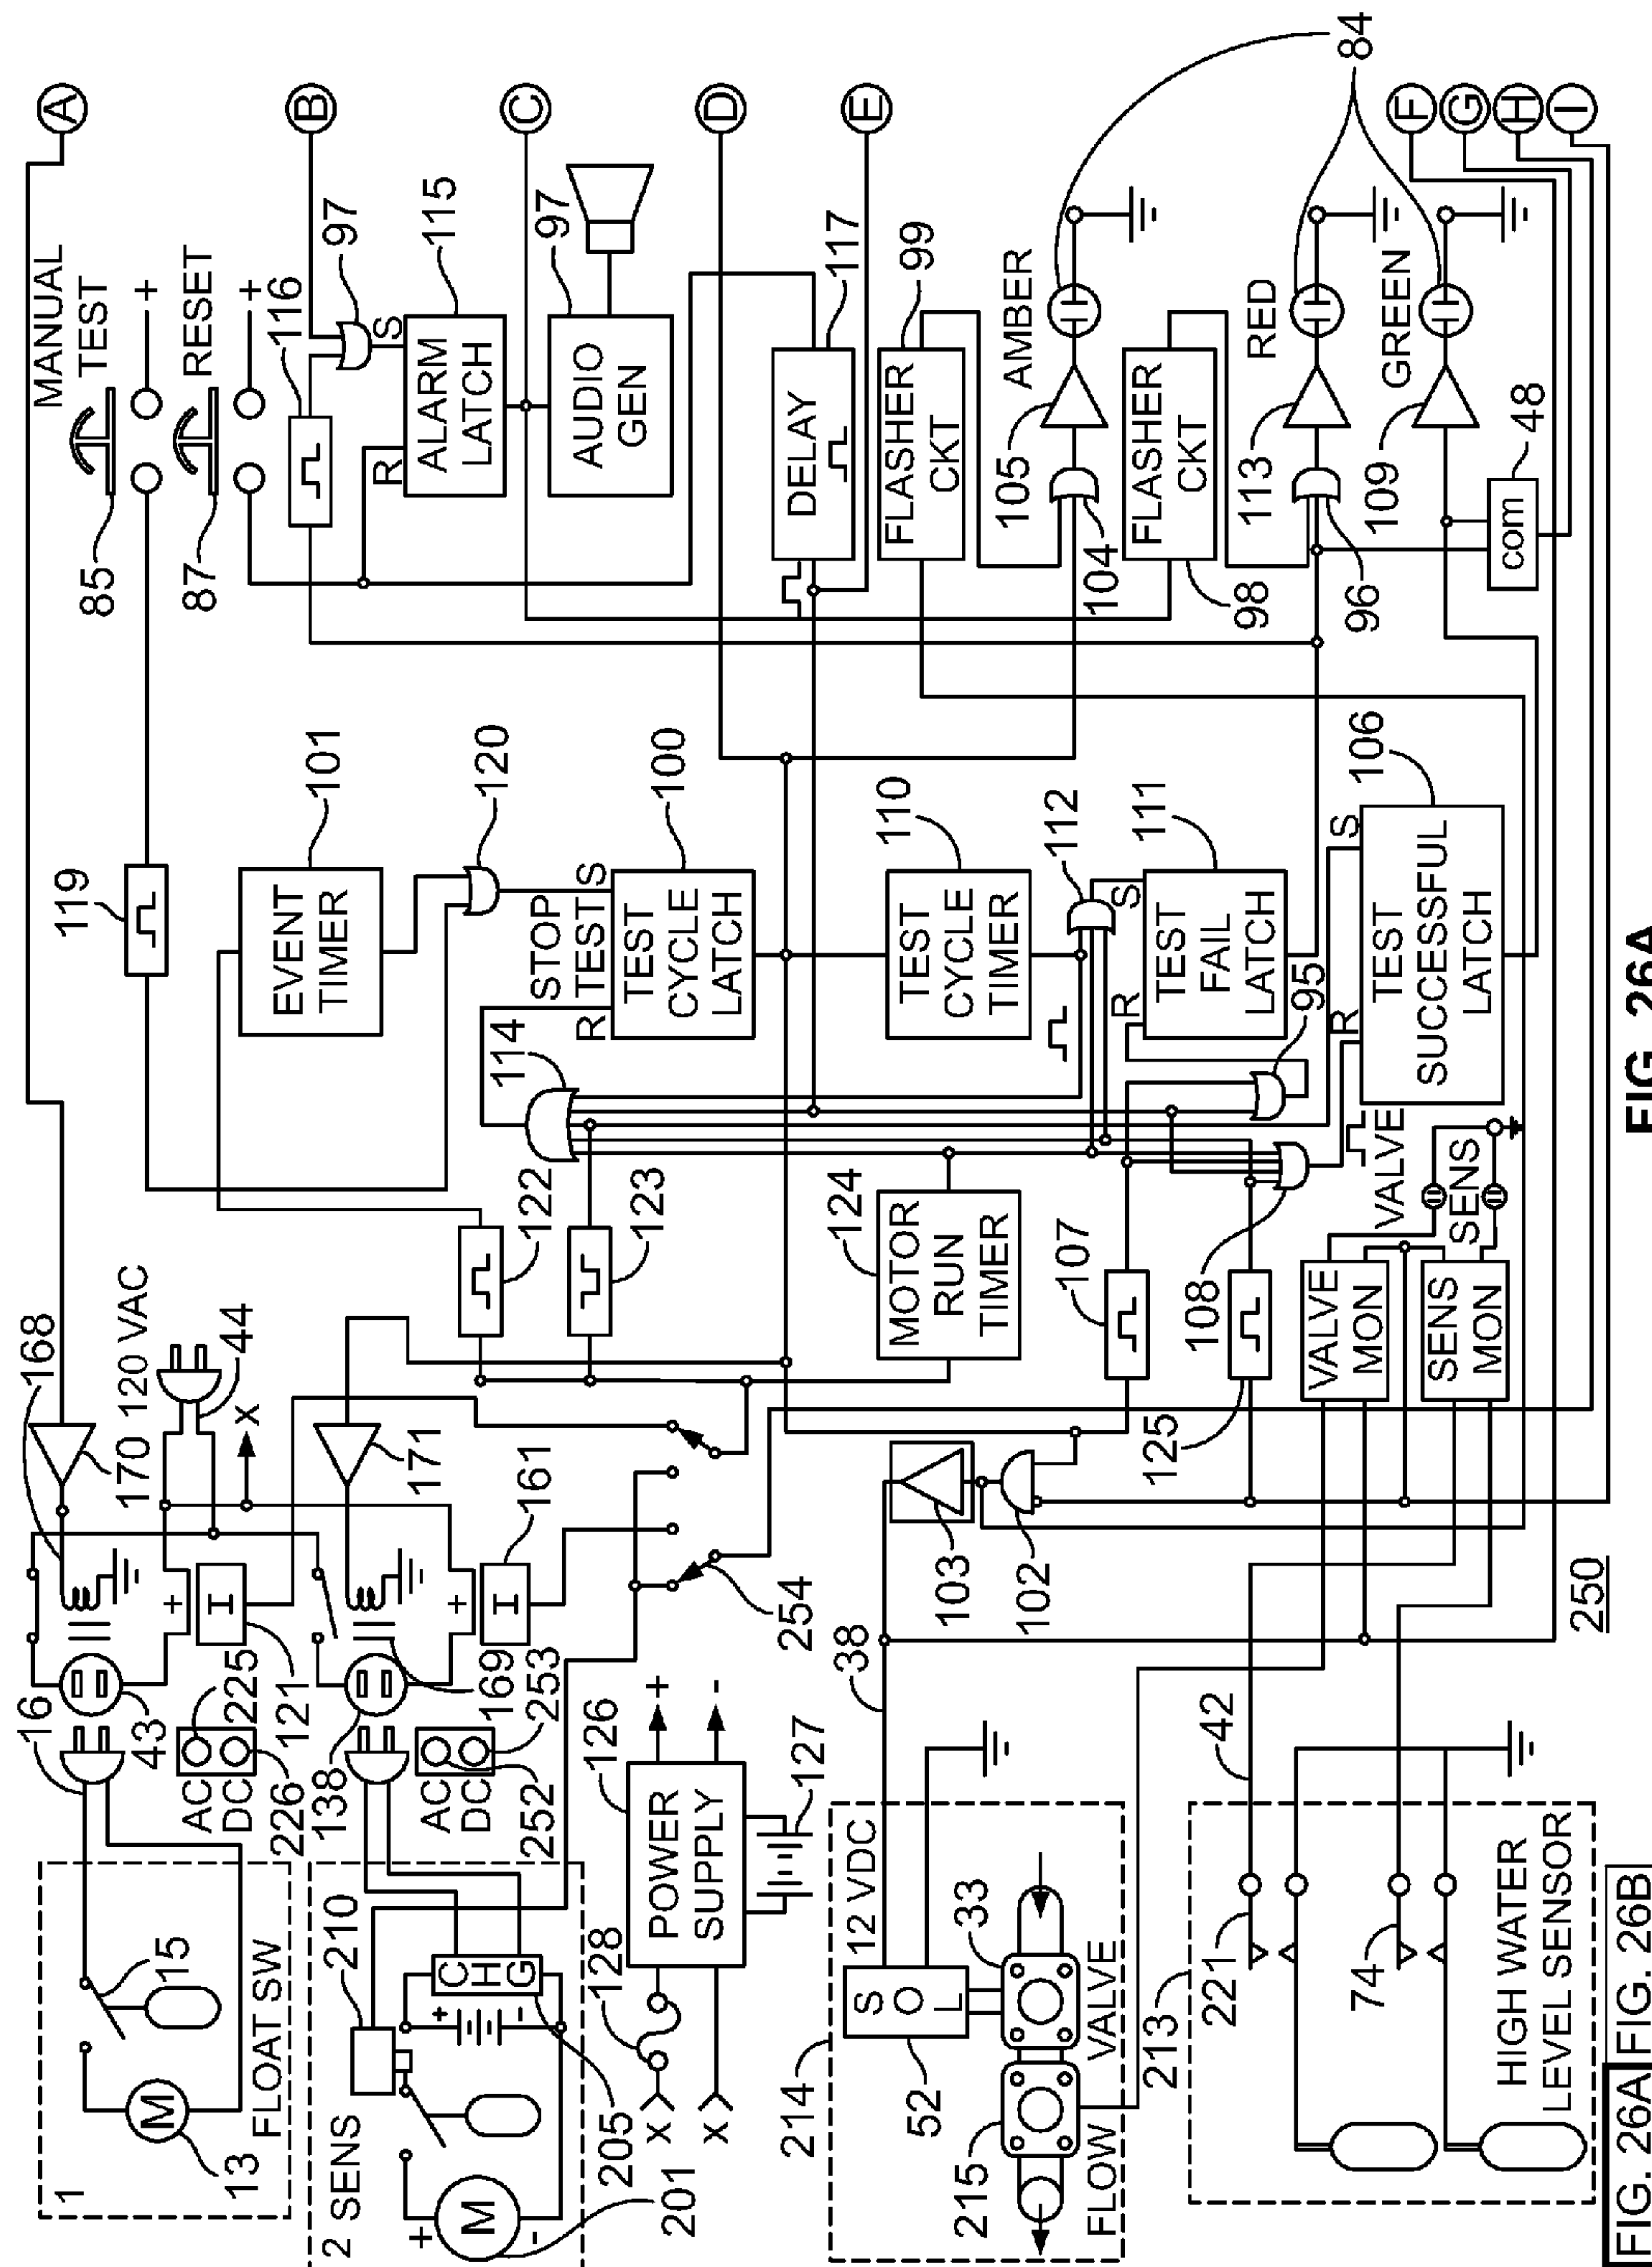 MANUAL
TEST
+
RESET
+
85
87
116
97
115
97
117
99
119
101
120
100
110
112
111
95
106
114
122
123
124
107
108
125
A
B
C
D
E
F
G
H
I
S
R
ALARM
LATCH
AUDIO
GEN
DELAY
FLASHER
CKT
AMBER
105
104
84
FLASHER
CKT
98
RED
113
96
GREEN
109
48
com
EVENT
TIMER
STOP
TEST
R
S
TEST
CYCLE
LATCH
TEST
CYCLE
TIMER
R
S
TEST
FAIL
LATCH
R
S
TEST
SUCCESSFUL
LATCH
MOTOR
RUN
TIMER
VALVE
SENS
VALVE
MON
SENS
MON
168
120 VAC
44
X
170
171
161
+
I
+
I
16
43
AC
DC
225
226
121
138
169
AC
DC
252
253
254
103
102
38
42
250
1
15
M
13
FLOAT SW
210
2 SENS
+
M
-
+
-
C
H
G
205
201
128
X
X
126
POWER
SUPPLY
+
-
127
214
12 VDC
S
O
L
52
33
215
FLOW VALVE
213
221
74
HIGH WATER
LEVEL SENSOR
FIG. 26A
FIG. 26B
FIG. 26A